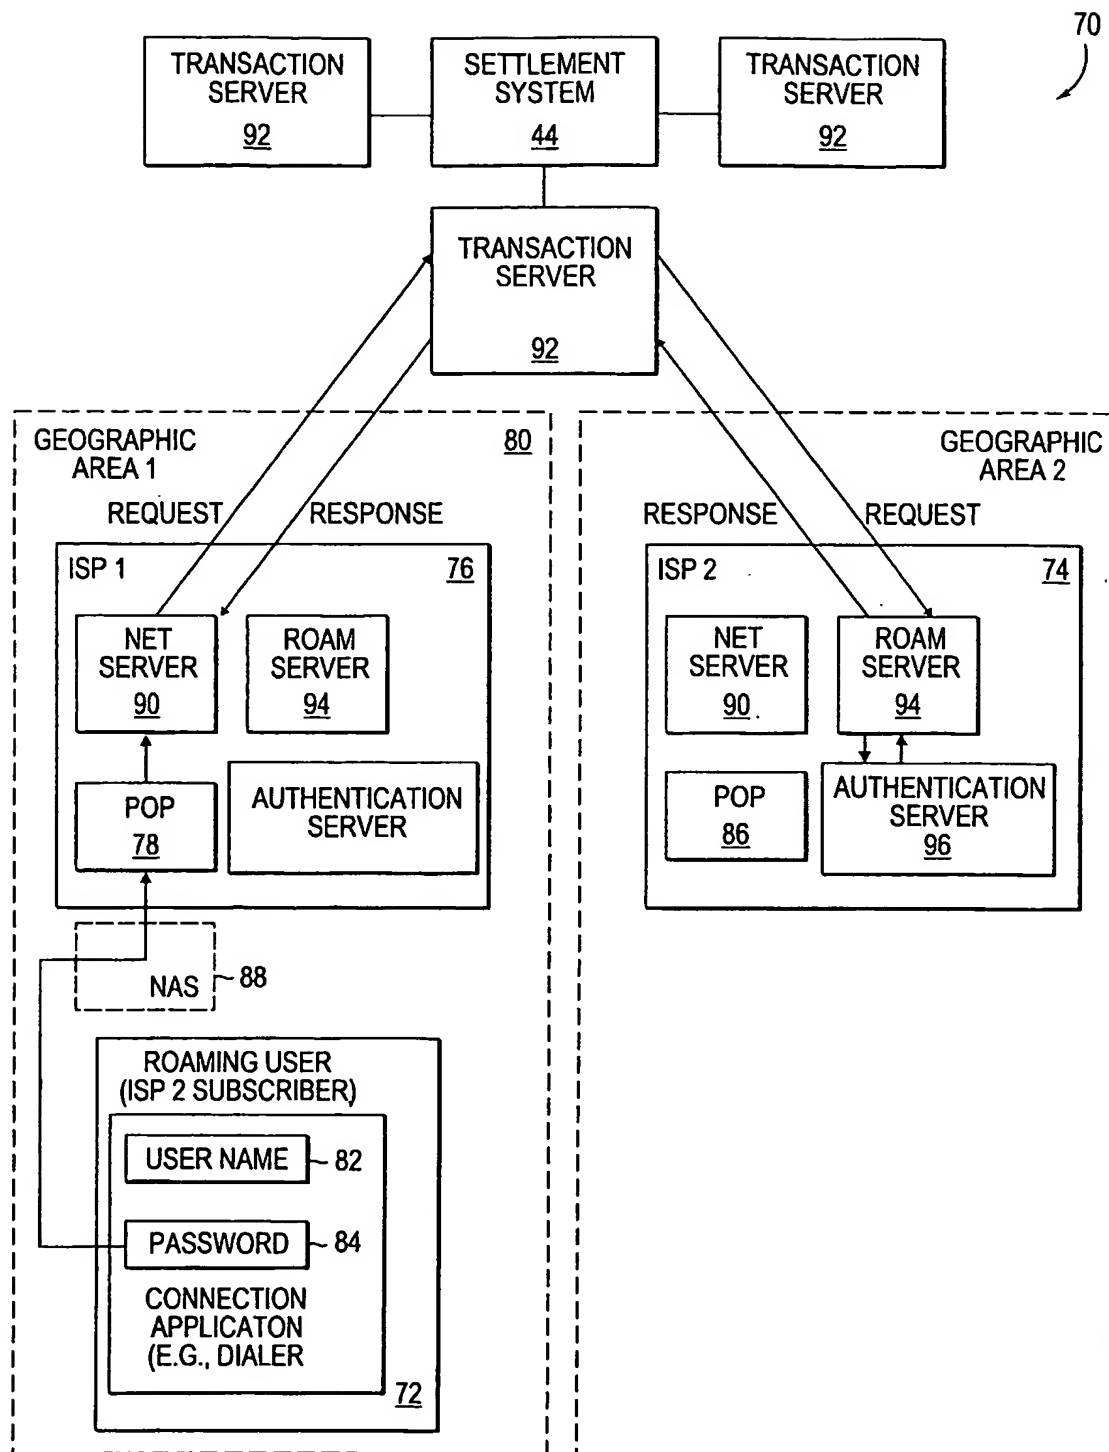 70
TRANSACTION
SERVER
92
SETTLEMENT
SYSTEM
44
TRANSACTION
SERVER
92
TRANSACTION
SERVER
92
GEOGRAPHIC
AREA 1
80
REQUEST
RESPONSE
ISP 1
76
NET
SERVER
90
ROAM
SERVER
94
POP
78
AUTHENTICATION
SERVER
NAS
88
ROAMING USER
(ISP 2 SUBSCRIBER)
USER NAME
82
PASSWORD
84
CONNECTION
APPLICATON
(E.G., DIALER
72
GEOGRAPHIC
AREA 2
RESPONSE
REQUEST
ISP 2
74
NET
SERVER
90
ROAM
SERVER
94
POP
86
AUTHENTICATION
SERVER
96